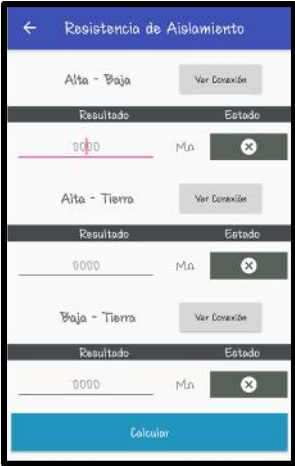 Resistencia de Aislamiento
Alta - Baja Ver Conexión
Resultado Estado
0000 MΩ
Alta - Tierra Ver Conexión
Resultado Estado
0000 MΩ
Baja - Tierra Ver Conexión
Resultado Estado
0000 MΩ
Calcular